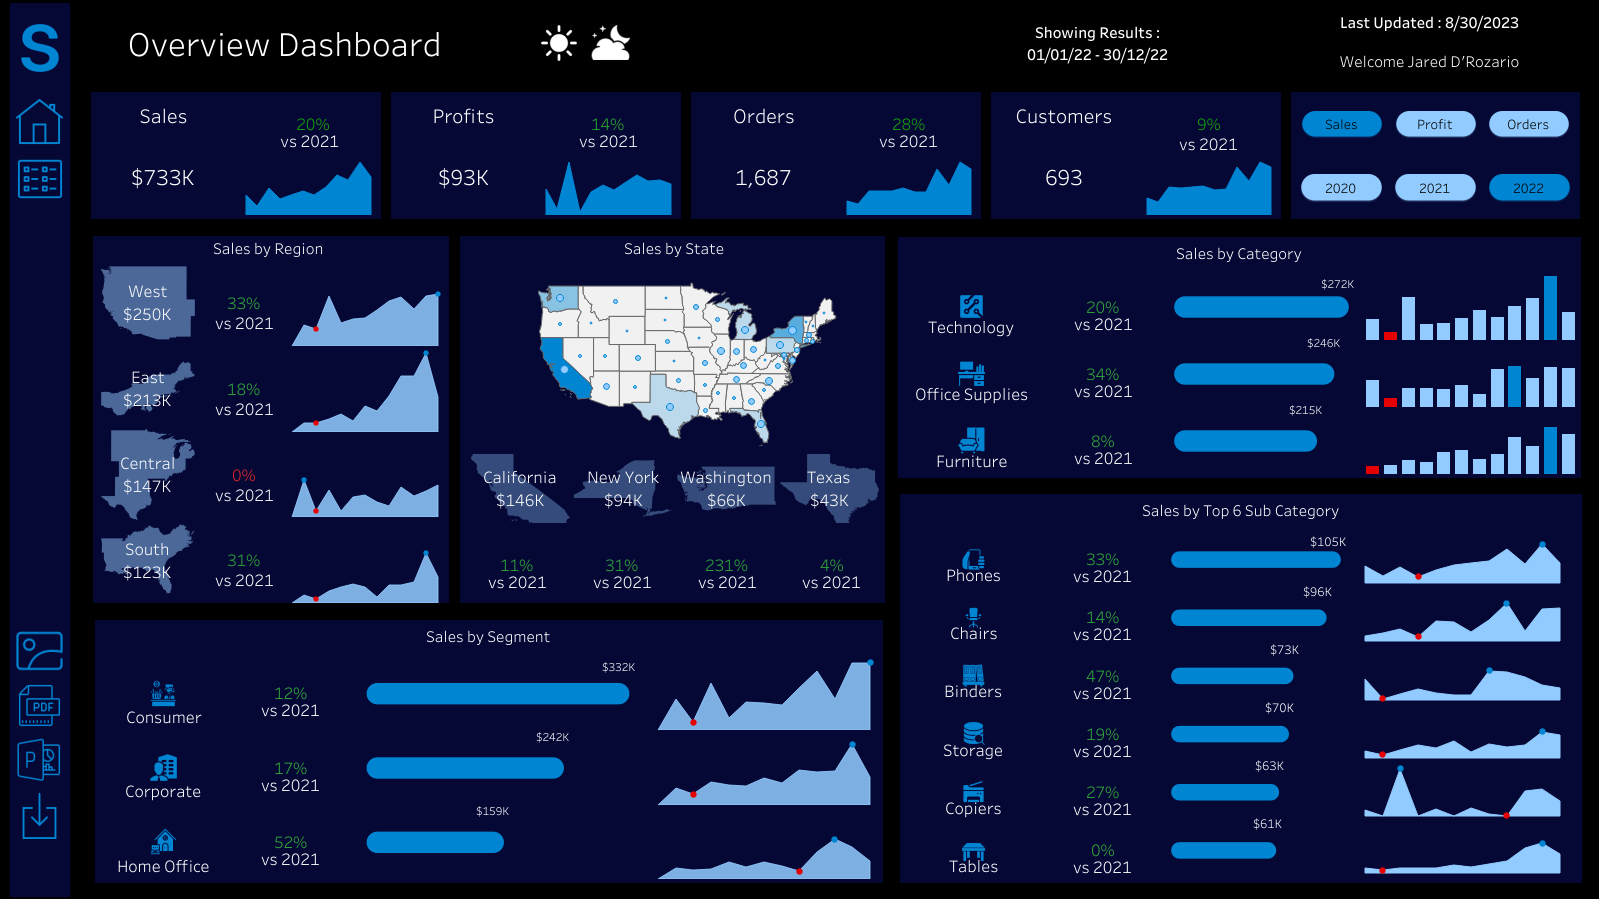 S
Overview Dashboard
Showing Results :
01/01/22 - 30/12/22
Last Updated : 8/30/2023
Welcome Jared D'Rozario
Sales
20%
vs 2021
$733K
Profits
14%
vs 2021
$93K
Orders
28%
vs 2021
1,687
Customers
9%
vs 2021
693
Sales
Profit
Orders
2020
2021
2022
Sales by Region
West
$250K
33%
vs 2021
East
$213K
18%
vs 2021
Central
$147K
0%
vs 2021
South
$123K
31%
vs 2021
Sales by State
California
$146K
New York
$94K
Washington
$66K
Texas
$43K
11%
vs 2021
31%
vs 2021
231%
vs 2021
4%
vs 2021
Sales by Category
$272K
Technology
20%
vs 2021
$246K
Office Supplies
34%
vs 2021
$215K
Furniture
8%
vs 2021
Sales by Segment
$332K
Consumer
12%
vs 2021
$242K
Corporate
17%
vs 2021
$159K
Home Office
52%
vs 2021
Sales by Top 6 Sub Category
$105K
Phones
33%
vs 2021
$96K
Chairs
14%
vs 2021
$73K
Binders
47%
vs 2021
$70K
Storage
19%
vs 2021
$63K
Copiers
27%
vs 2021
$61K
Tables
0%
vs 2021
PDF
P